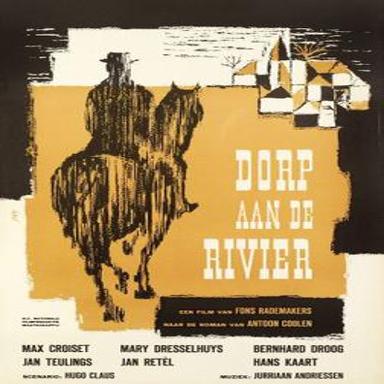 DORP
AAN DE
RIVIER
EEN FILM VAN FONS RADEMAKERS
NAAR DE ROMAN VAN ANTOON COOLEN
MAX CROISET MARY DRESSELHUYS BERNHARD DROOG
JAN TEULINGS JAN RETÈL HANS KAART
SCENARIO: HUGO CLAUS MUZIEK: JURRIAAN ANDRIESSEN